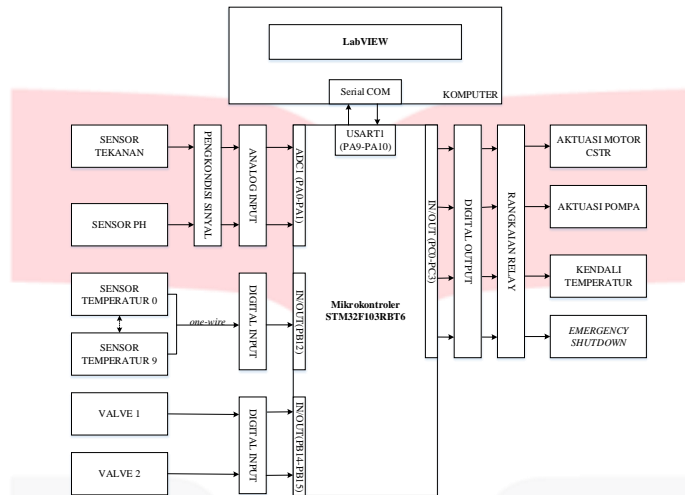 LabVIEW
KOMPUTER
Serial COM
USART1
(PA9-PA10)
SENSOR
TEKANAN
SENSOR PH
PENGKONDISI SINYAL
ANALOG INPUT
ADC1 (PA0-PA1)
SENSOR
TEMPERATUR 0
SENSOR
TEMPERATUR 9
one-wire
DIGITAL INPUT
IN/OUT(PB12)
VALVE 1
VALVE 2
DIGITAL INPUT
IN/OUT(PB14-PB15)
Mikrokontroler
STM32F103RBT6
IN/OUT (PC0-PC3)
DIGITAL OUTPUT
RANGKAIAN RELAY
AKTUASI MOTOR
CSTR
AKTUASI POMPA
KENDALI
TEMPERATUR
EMERGENCY
SHUTDOWN